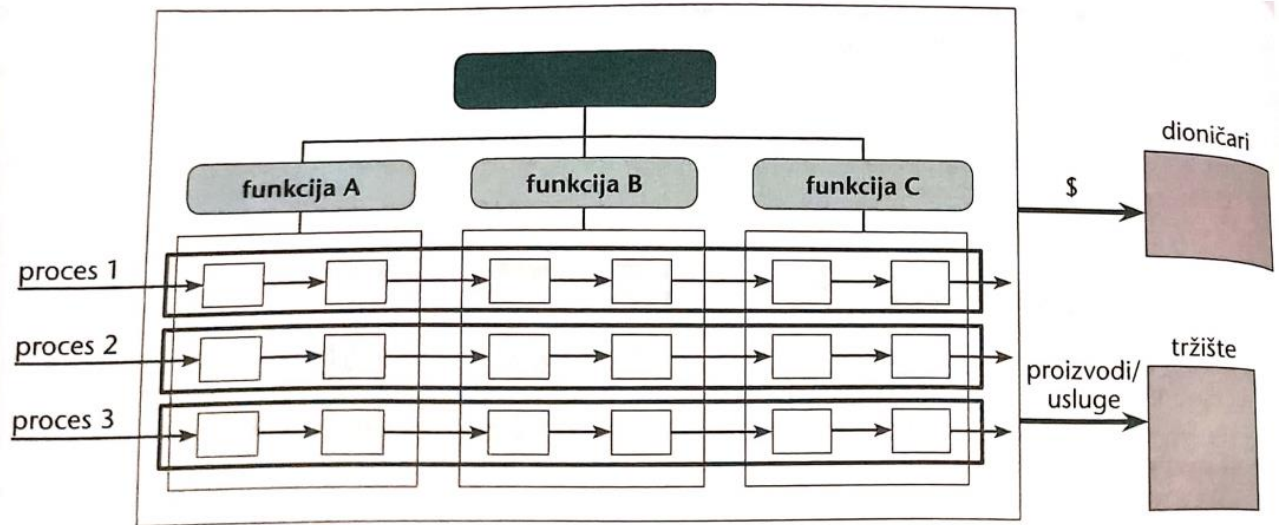 dioničari
funkcija A
funkcija B
funkcija C
$
proces 1
proces 2
tržište
proizvodi/
usluge
proces 3